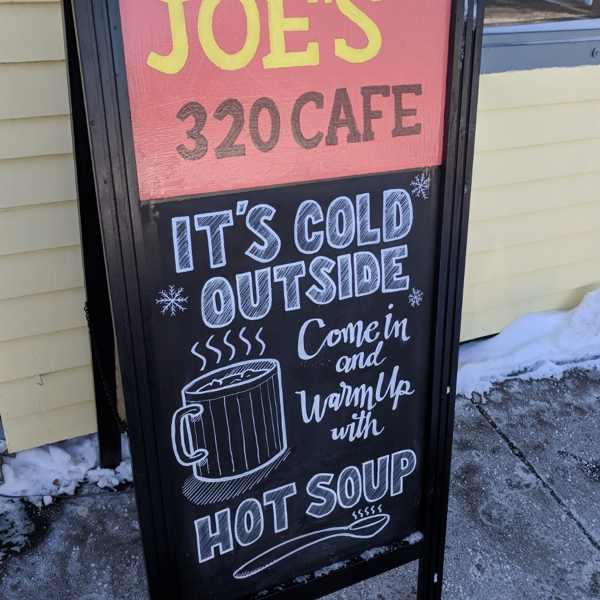 JOE'S
320 CAFE
IT'S COLD
OUTSIDE
Come in
and
Warm Up
with
HOT SOUP